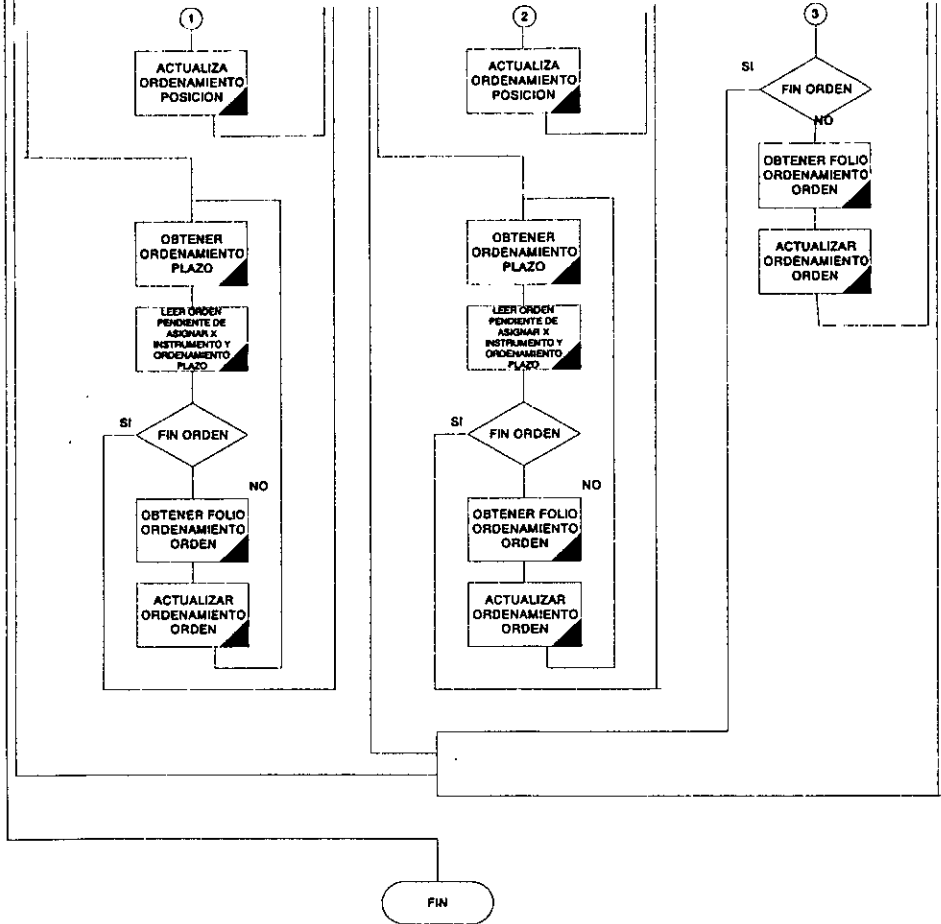 1
ACTUALIZA
ORDENAMIENTO
POSICION
OBTENER
ORDENAMIENTO
PLAZO
LEER ORDEN
PENDIENTE DE
ASIGNAR X
INSTRUMENTO Y
ORDENAMIENTO
PLAZO
SI
FIN ORDEN
NO
OBTENER FOLIO
ORDENAMIENTO
ORDEN
ACTUALIZAR
ORDENAMIENTO
ORDEN
2
ACTUALIZA
ORDENAMIENTO
POSICION
OBTENER
ORDENAMIENTO
PLAZO
LEER ORDEN
PENDIENTE DE
ASIGNAR X
INSTRUMENTO Y
ORDENAMIENTO
PLAZO
SI
FIN ORDEN
NO
OBTENER FOLIO
ORDENAMIENTO
ORDEN
ACTUALIZAR
ORDENAMIENTO
ORDEN
3
SI
FIN ORDEN
NO
OBTENER FOLIO
ORDENAMIENTO
ORDEN
ACTUALIZAR
ORDENAMIENTO
ORDEN
FIN